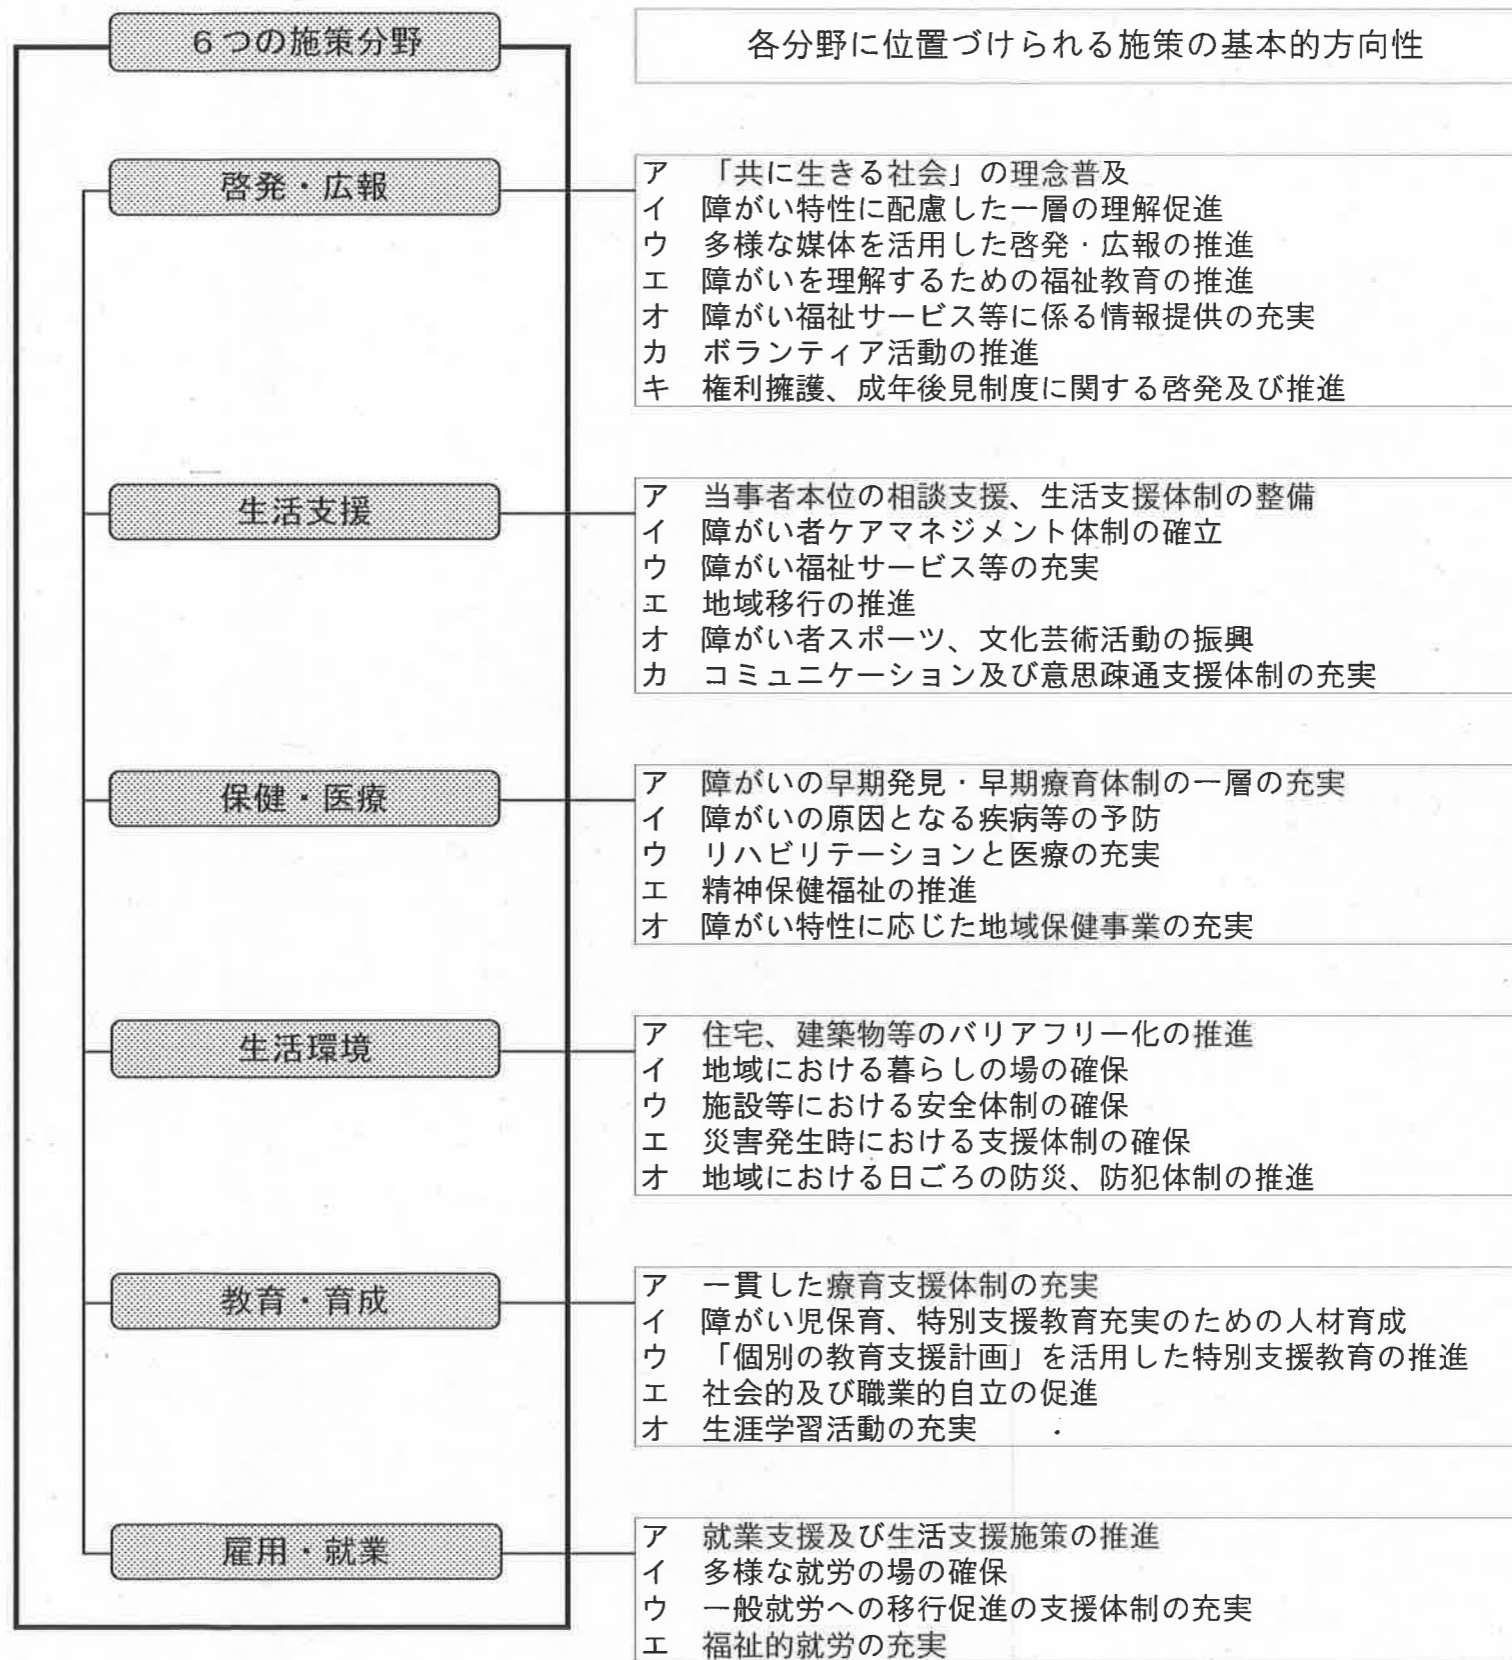 6つの施策分野
各分野に位置づけられる施策の基本的方向性
啓発・広報
ア 「共に生きる社会」の理念普及
イ 障がい特性に配慮した一層の理解促進
ウ 多様な媒体を活用した啓発・広報の推進
エ 障がいを理解するための福祉教育の推進
オ 障がい福祉サービス等に係る情報提供の充実
カ ボランティア活動の推進
キ 権利擁護、成年後見制度に関する啓発及び推進
生活支援
ア 当事者本位の相談支援、生活支援体制の整備
イ 障がい者ケアマネジメント体制の確立
ウ 障がい福祉サービス等の充実
エ 地域移行の推進
オ 障がい者スポーツ、文化芸術活動の振興
カ コミュニケーション及び意思疎通支援体制の充実
保健・医療
ア 障がいの早期発見・早期療育体制の一層の充実
イ 障がいの原因となる疾病等の予防
ウ リハビリテーションと医療の充実
エ 精神保健福祉の推進
オ 障がい特性に応じた地域保健事業の充実
生活環境
ア 住宅、建築物等のバリアフリー化の推進
イ 地域における暮らしの場の確保
ウ 施設等における安全体制の確保
エ 災害発生時における支援体制の確保
オ 地域における日ごろの防災、防犯体制の推進
教育・育成
ア 一貫した療育支援体制の充実
イ 障がい児保育、特別支援教育充実のための人材育成
ウ 「個別の教育支援計画」を活用した特別支援教育の推進
エ 社会的及び職業的自立の促進
オ 生涯学習活動の充実
雇用・就業
ア 就業支援及び生活支援施策の推進
イ 多様な就労の場の確保
ウ 一般就労への移行促進の支援体制の充実
エ 福祉的就労の充実